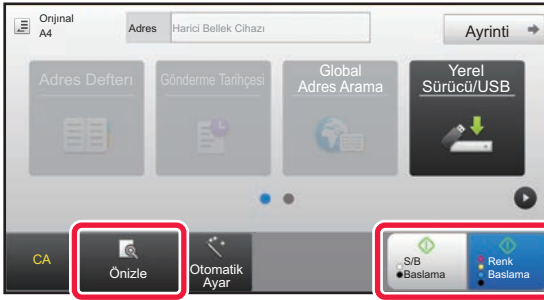 Orijinal
A4
Adres
Harici Bellek Cihazı
Ayrinti
Adres Defteri
Gönderme Tarihçesi
Global
Adres Arama
Yerel
Sürücü/USB
CA
Önizle
Otomatik
Ayar
S/B
Baslama
Renk
Baslama